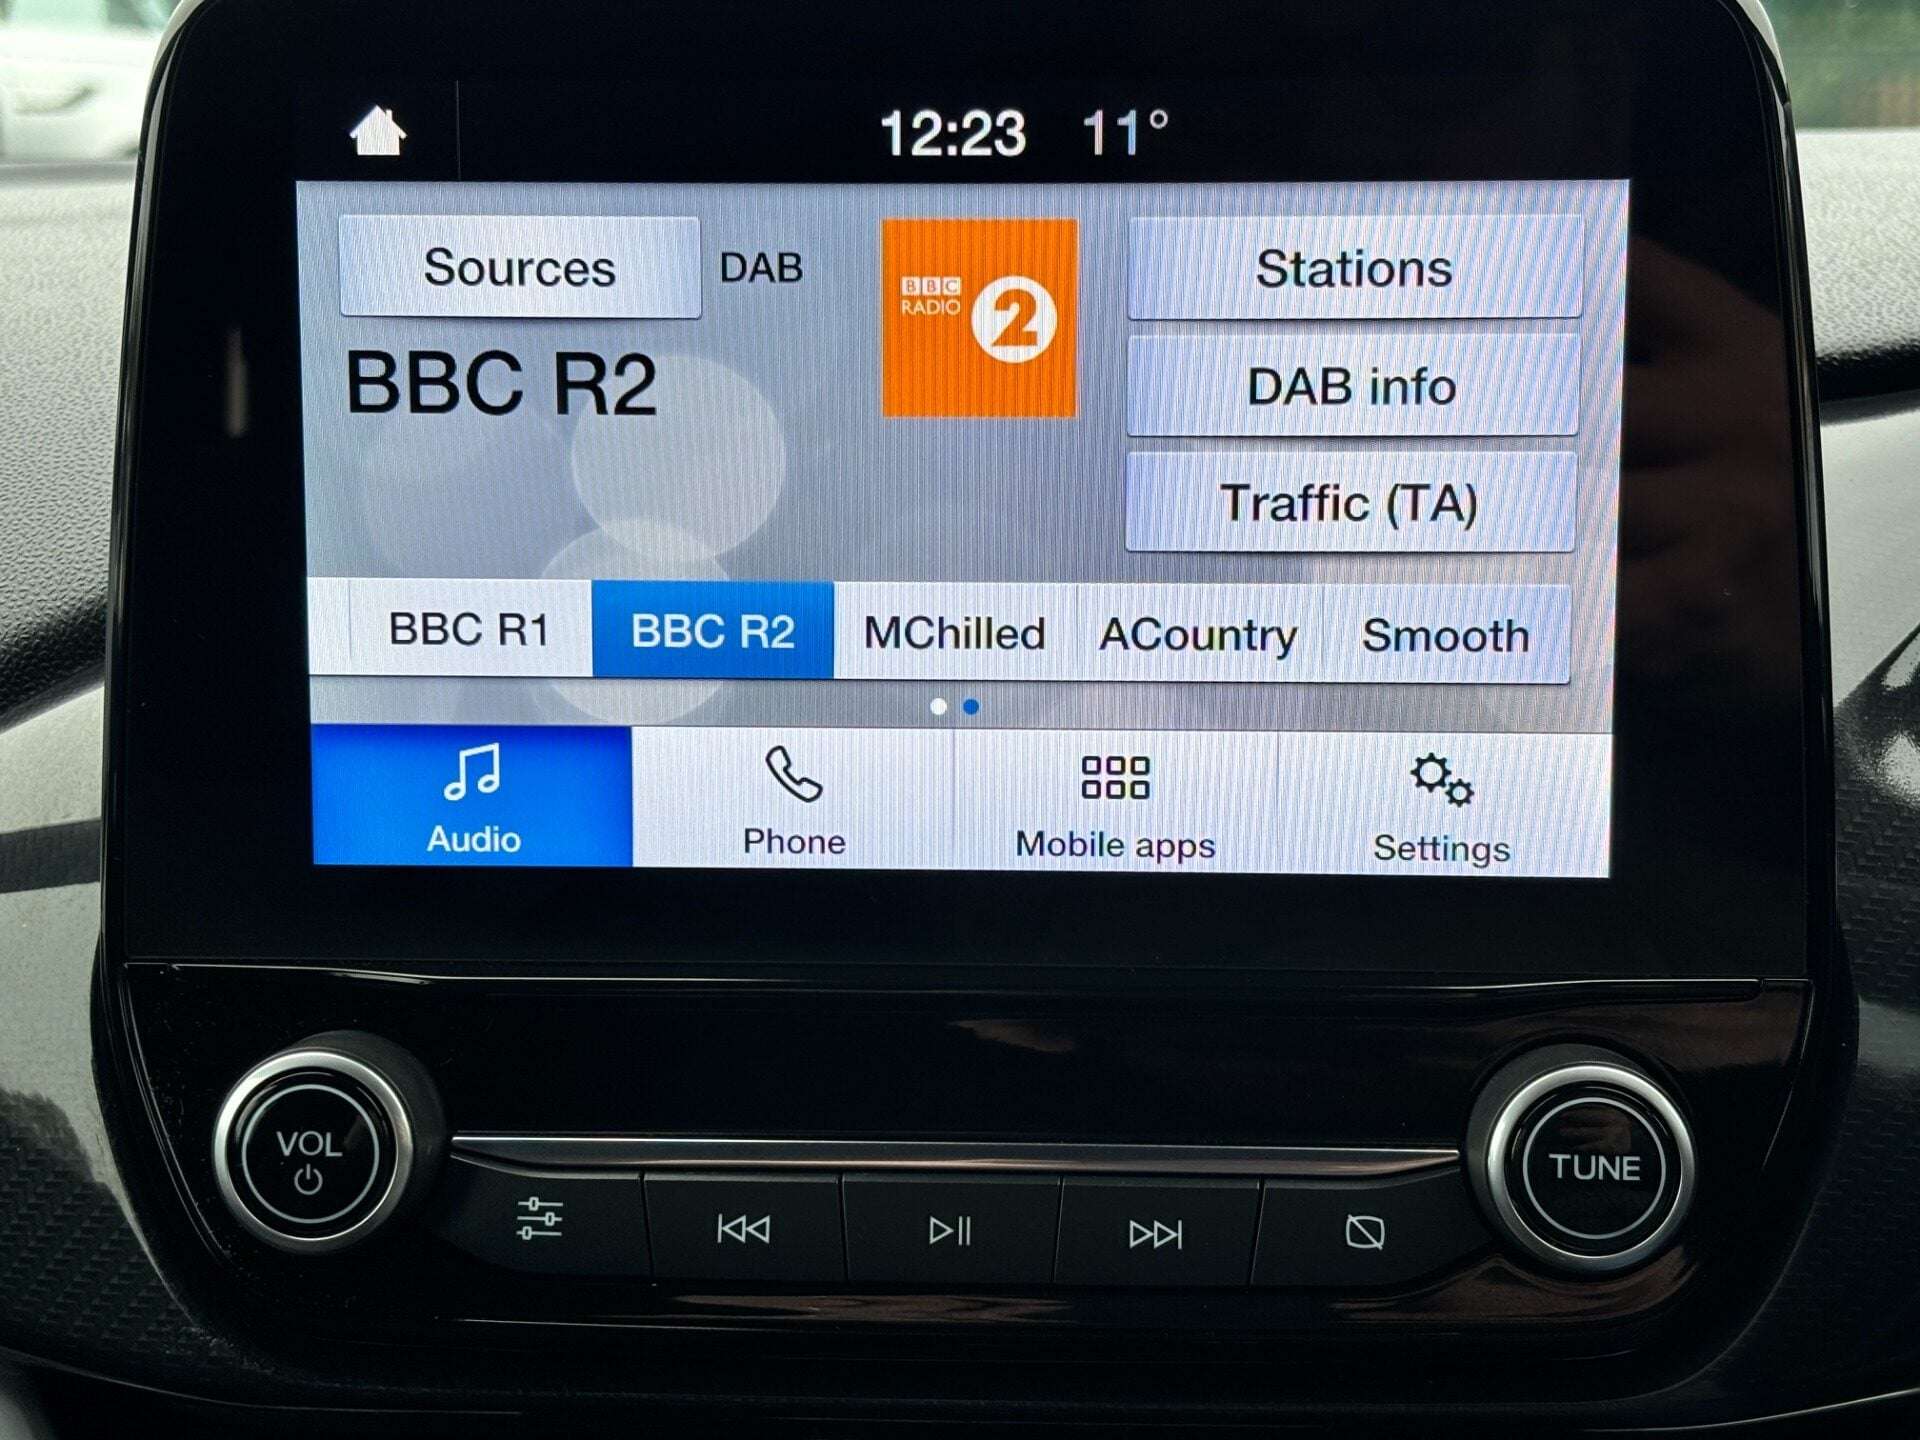 12:23 11°
Sources DAB
BBC
RADIO 2
Stations
BBC R2
DAB info
Traffic (TA)
BBC R1 BBC R2 MChilled ACountry Smooth
Audio Phone Mobile apps Settings
VOL
TUNE